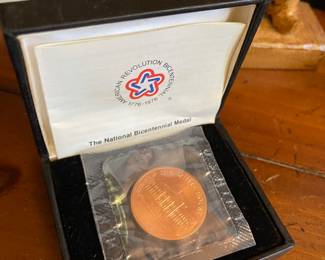 AMERICAN REVOLUTION BICENTENNIAL
1776-1976
The National Bicentennial Medal